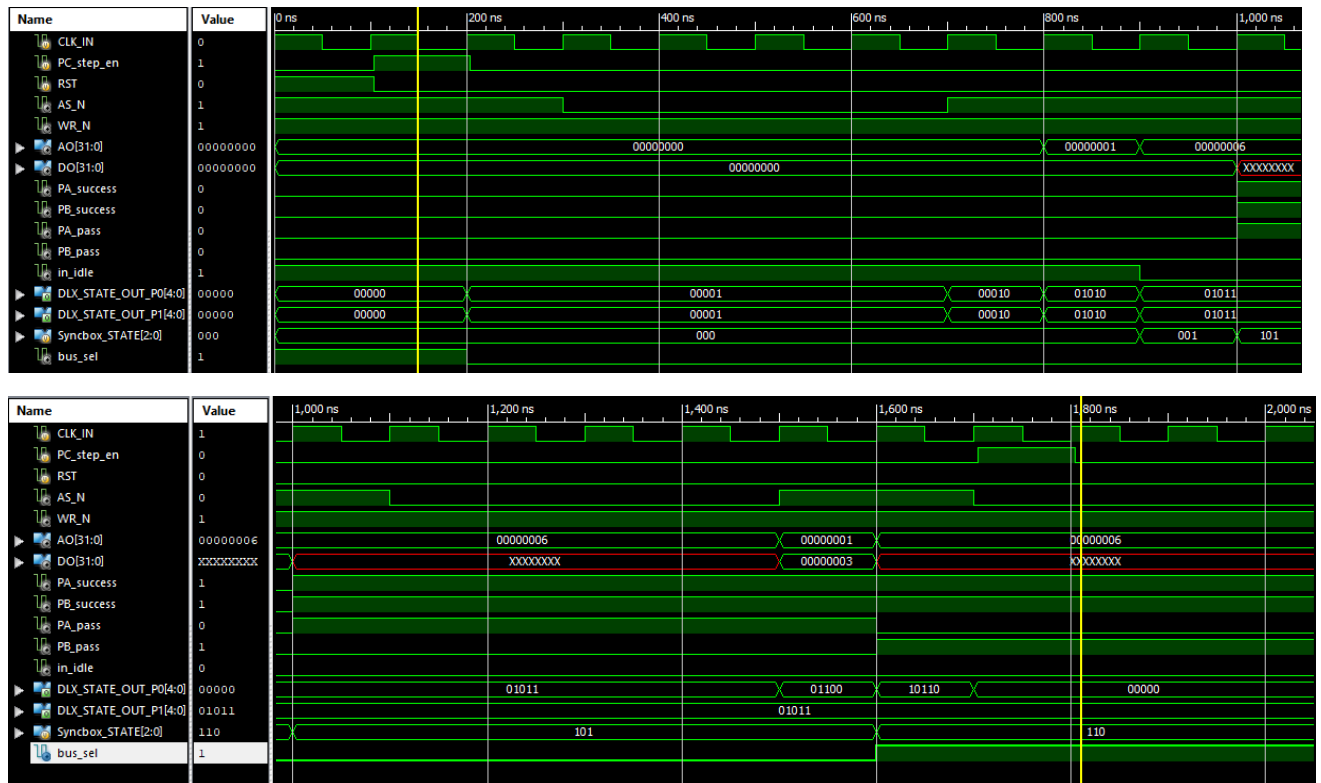 Name Value 0 ns 200 ns 400 ns 600 ns 800 ns 1,000 ns
CLK_IN 0
PC_step_en 1
RST 0
AS_N 1
WR_N 1
AO[31:0] 00000000 00000000 00000001 00000006
DO[31:0] 00000000 00000000 XXXXXXXX
PA_success 0
PB_success 0
PA_pass 0
PB_pass 0
in_idle 1
DLX_STATE_OUT_P0[4:0] 00000 00000 00001 00010 01010 01011
DLX_STATE_OUT_P1[4:0] 00000 00000 00001 00010 01010 01011
Syncbox_STATE[2:0] 000 000 001 101
bus_sel 1
Name Value 1,000 ns 1,200 ns 1,400 ns 1,600 ns 1,800 ns 2,000 ns
CLK_IN 1
PC_step_en 0
RST 0
AS_N 0
WR_N 1
AO[31:0] 00000006 00000006 00000001 00000006
DO[31:0] XXXXXXXX XXXXXXXX 00000003 XXXXXXXX
PA_success 1
PB_success 1
PA_pass 0
PB_pass 1
in_idle 0
DLX_STATE_OUT_P0[4:0] 00000 01011 01100 10110 00000
DLX_STATE_OUT_P1[4:0] 01011 01011
Syncbox_STATE[2:0] 110 101 110
bus_sel 1